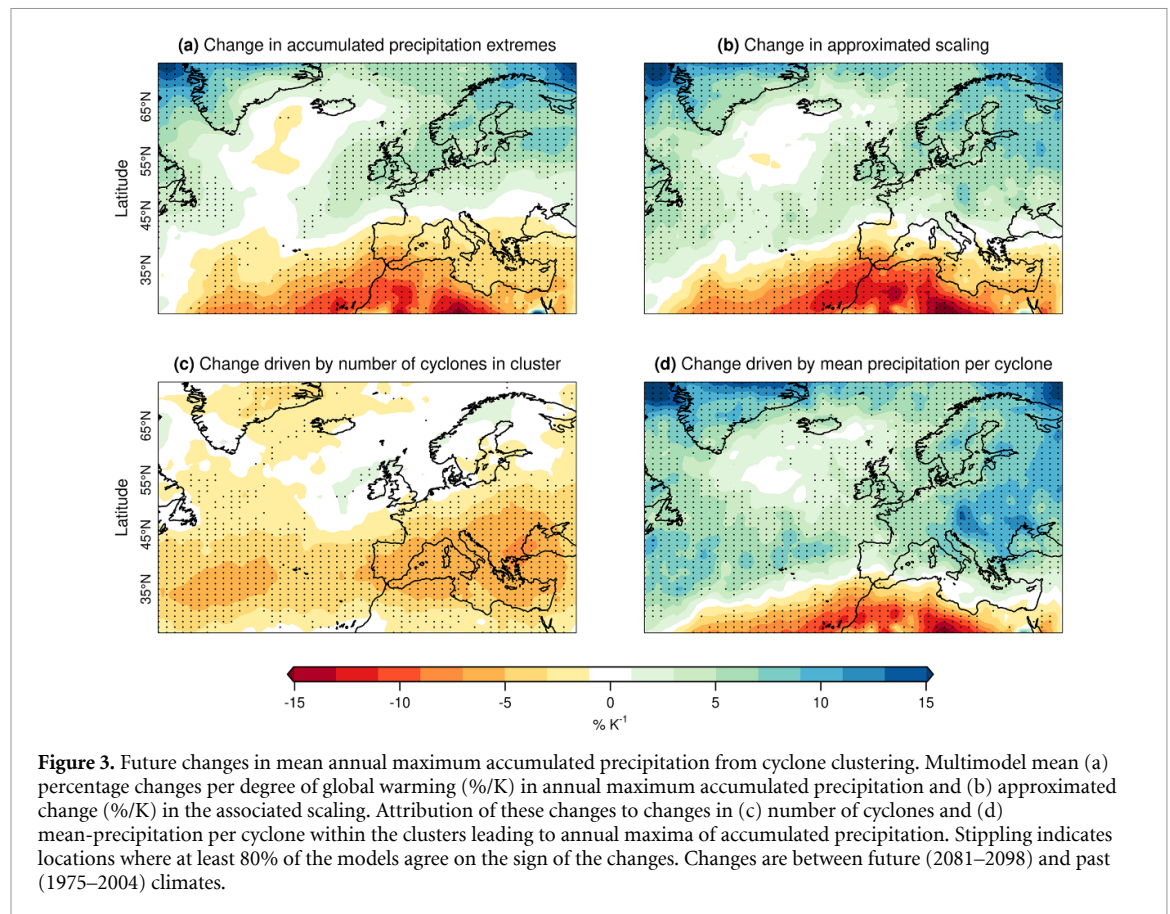 (a) Change in accumulated precipitation extremes
(b) Change in approximated scaling
Latitude
65°N
55°N
45°N
35°N
(c) Change driven by number of cyclones in cluster
(d) Change driven by mean precipitation per cyclone
Latitude
65°N
55°N
45°N
35°N
-15 -10 -5 0 5 10 15
% K⁻¹
Figure 3. Future changes in mean annual maximum accumulated precipitation from cyclone clustering. Multimodel mean (a)
percentage changes per degree of global warming (%/K) in annual maximum accumulated precipitation and (b) approximated
change (%/K) in the associated scaling. Attribution of these changes to changes in (c) number of cyclones and (d)
mean-precipitation per cyclone within the clusters leading to annual maxima of accumulated precipitation. Stippling indicates
locations where at least 80% of the models agree on the sign of the changes. Changes are between future (2081–2098) and past
(1975–2004) climates.